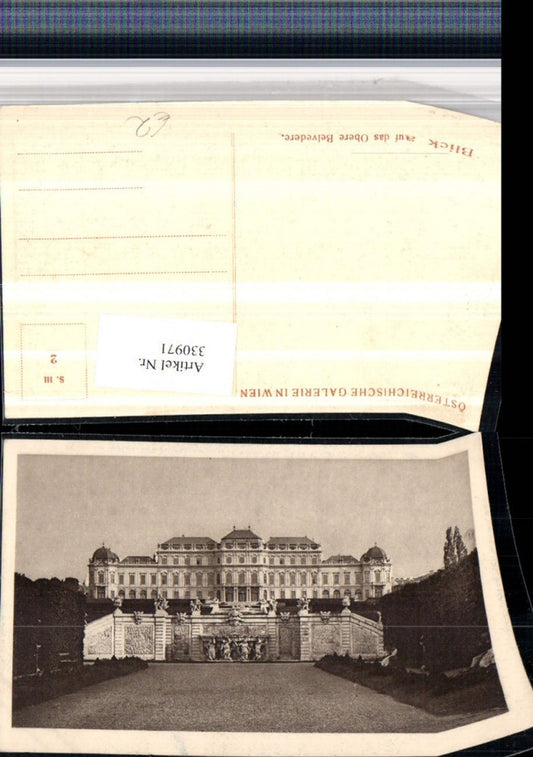 ÖSTERREICHISCHE GALERIE IN WIEN
S. III
2
Artikel Nr.
330971
Blick auf das Obere Belvedere.
62